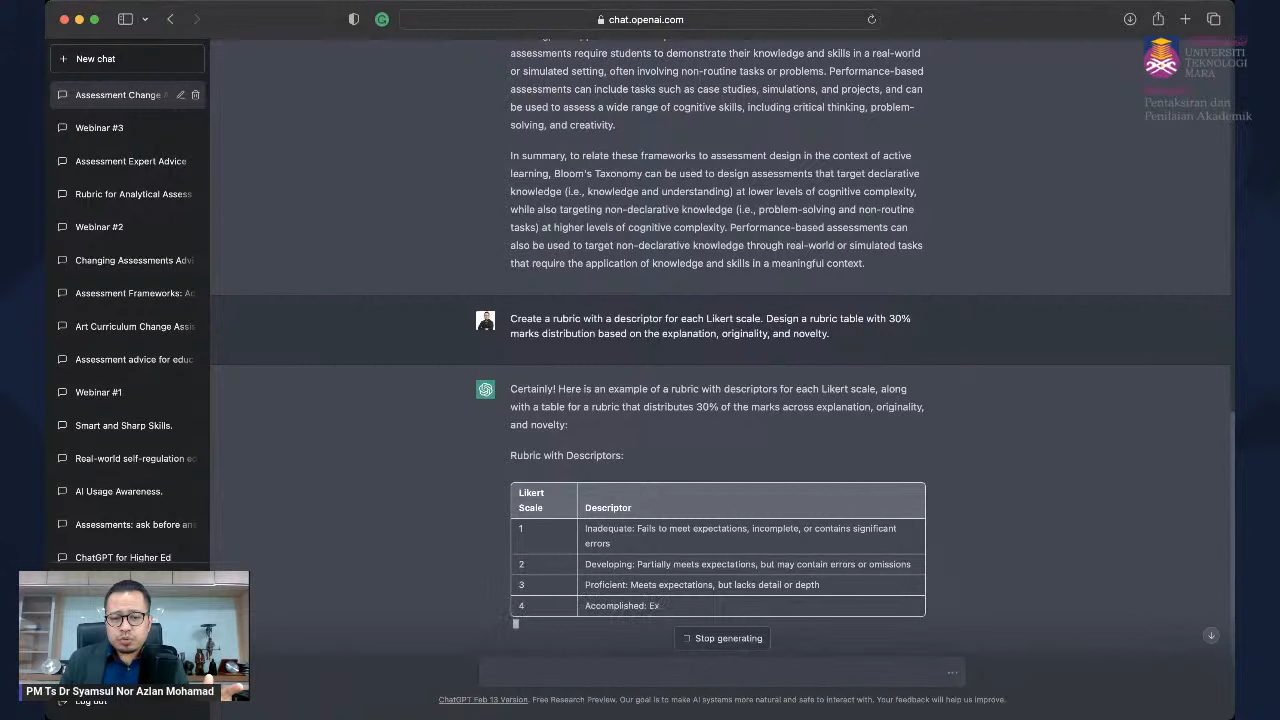 chat.openai.com
UNIVERSITI
TEKNOLOGI
MARA
Pentaksiran dan
Penilaian Akademik
New chat
Assessment Change A
Webinar #3
Assessment Expert Advice
Rubric for Analytical Assess
Webinar #2
Changing Assessments Advi
Assessment Frameworks: Ac
Art Curriculum Change Assis
Assessment advice for educ
Webinar #1
Smart and Sharp Skills.
Real-world self-regulation ec
AI Usage Awareness.
Assessments: ask before an
ChatGPT for Higher Ed
Log out
assessments require students to demonstrate their knowledge and skills in a real-world
or simulated setting, often involving non-routine tasks or problems. Performance-based
assessments can include tasks such as case studies, simulations, and projects, and can
be used to assess a wide range of cognitive skills, including critical thinking, problem-
solving, and creativity.
In summary, to relate these frameworks to assessment design in the context of active
learning, Bloom's Taxonomy can be used to design assessments that target declarative
knowledge (i.e., knowledge and understanding) at lower levels of cognitive complexity,
while also targeting non-declarative knowledge (i.e., problem-solving and non-routine
tasks) at higher levels of cognitive complexity. Performance-based assessments can
also be used to target non-declarative knowledge through real-world or simulated tasks
that require the application of knowledge and skills in a meaningful context.
Create a rubric with a descriptor for each Likert scale. Design a rubric table with 30%
marks distribution based on the explanation, originality, and novelty.
Certainly! Here is an example of a rubric with descriptors for each Likert scale, along
with a table for a rubric that distributes 30% of the marks across explanation, originality,
and novelty:
Rubric with Descriptors:
Likert
Scale Descriptor
1 Inadequate: Fails to meet expectations, incomplete, or contains significant
errors
2 Developing: Partially meets expectations, but may contain errors or omissions
3 Proficient: Meets expectations, but lacks detail or depth
4 Accomplished: Ex
Stop generating
ChatGPT Feb 13 Version. Free Research Preview. Our goal is to make AI systems more natural and safe to interact with. Your feedback will help us improve.
PM Ts Dr Syamsul Nor Azlan Mohamad